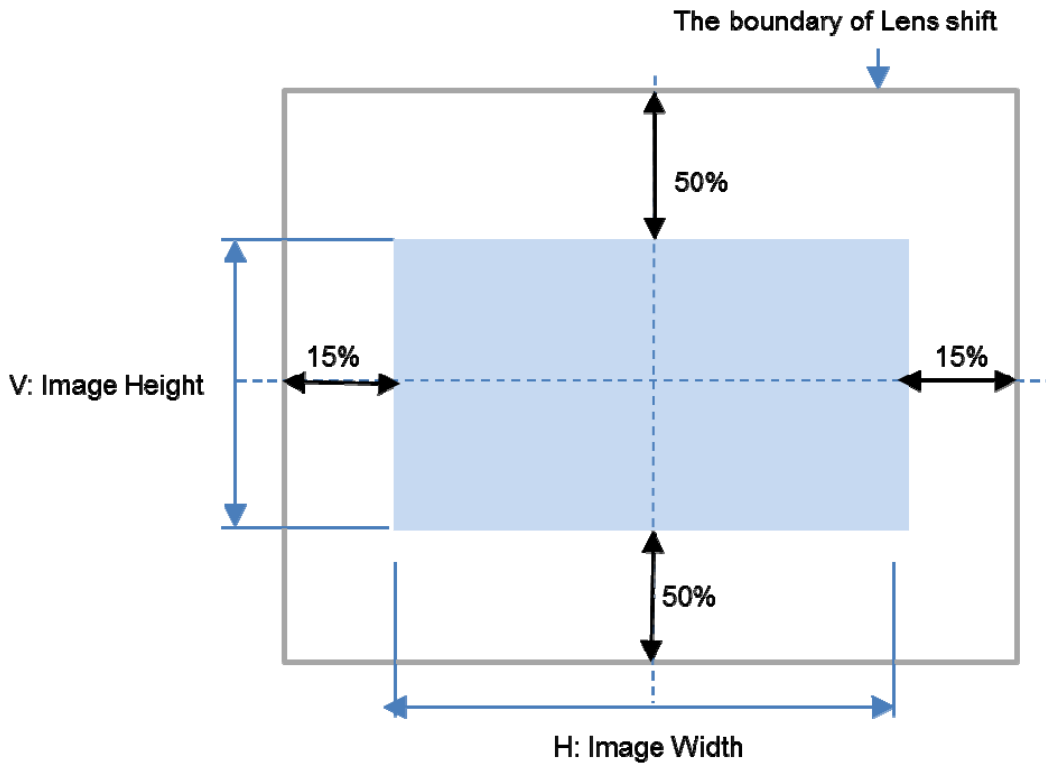 The boundary of Lens shift
50%
15%
15%
V: Image Height
50%
H: Image Width